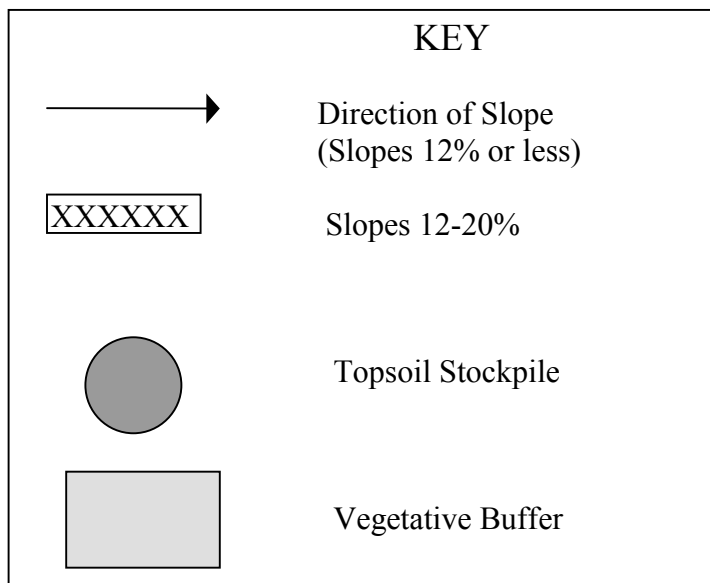 KEY
Direction of Slope
(Slopes 12% or less)
XXXXXX
Slopes 12-20%
Topsoil Stockpile
Vegetative Buffer